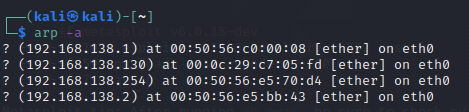 (kali㉿kali)-[~]
$ arp -a
? (192.168.138.1) at 00:50:56:c0:00:08 [ether] on eth0
? (192.168.138.130) at 00:0c:29:c7:05:fd [ether] on eth0
? (192.168.138.254) at 00:50:56:e5:70:d4 [ether] on eth0
? (192.168.138.2) at 00:50:56:e5:bb:43 [ether] on eth0